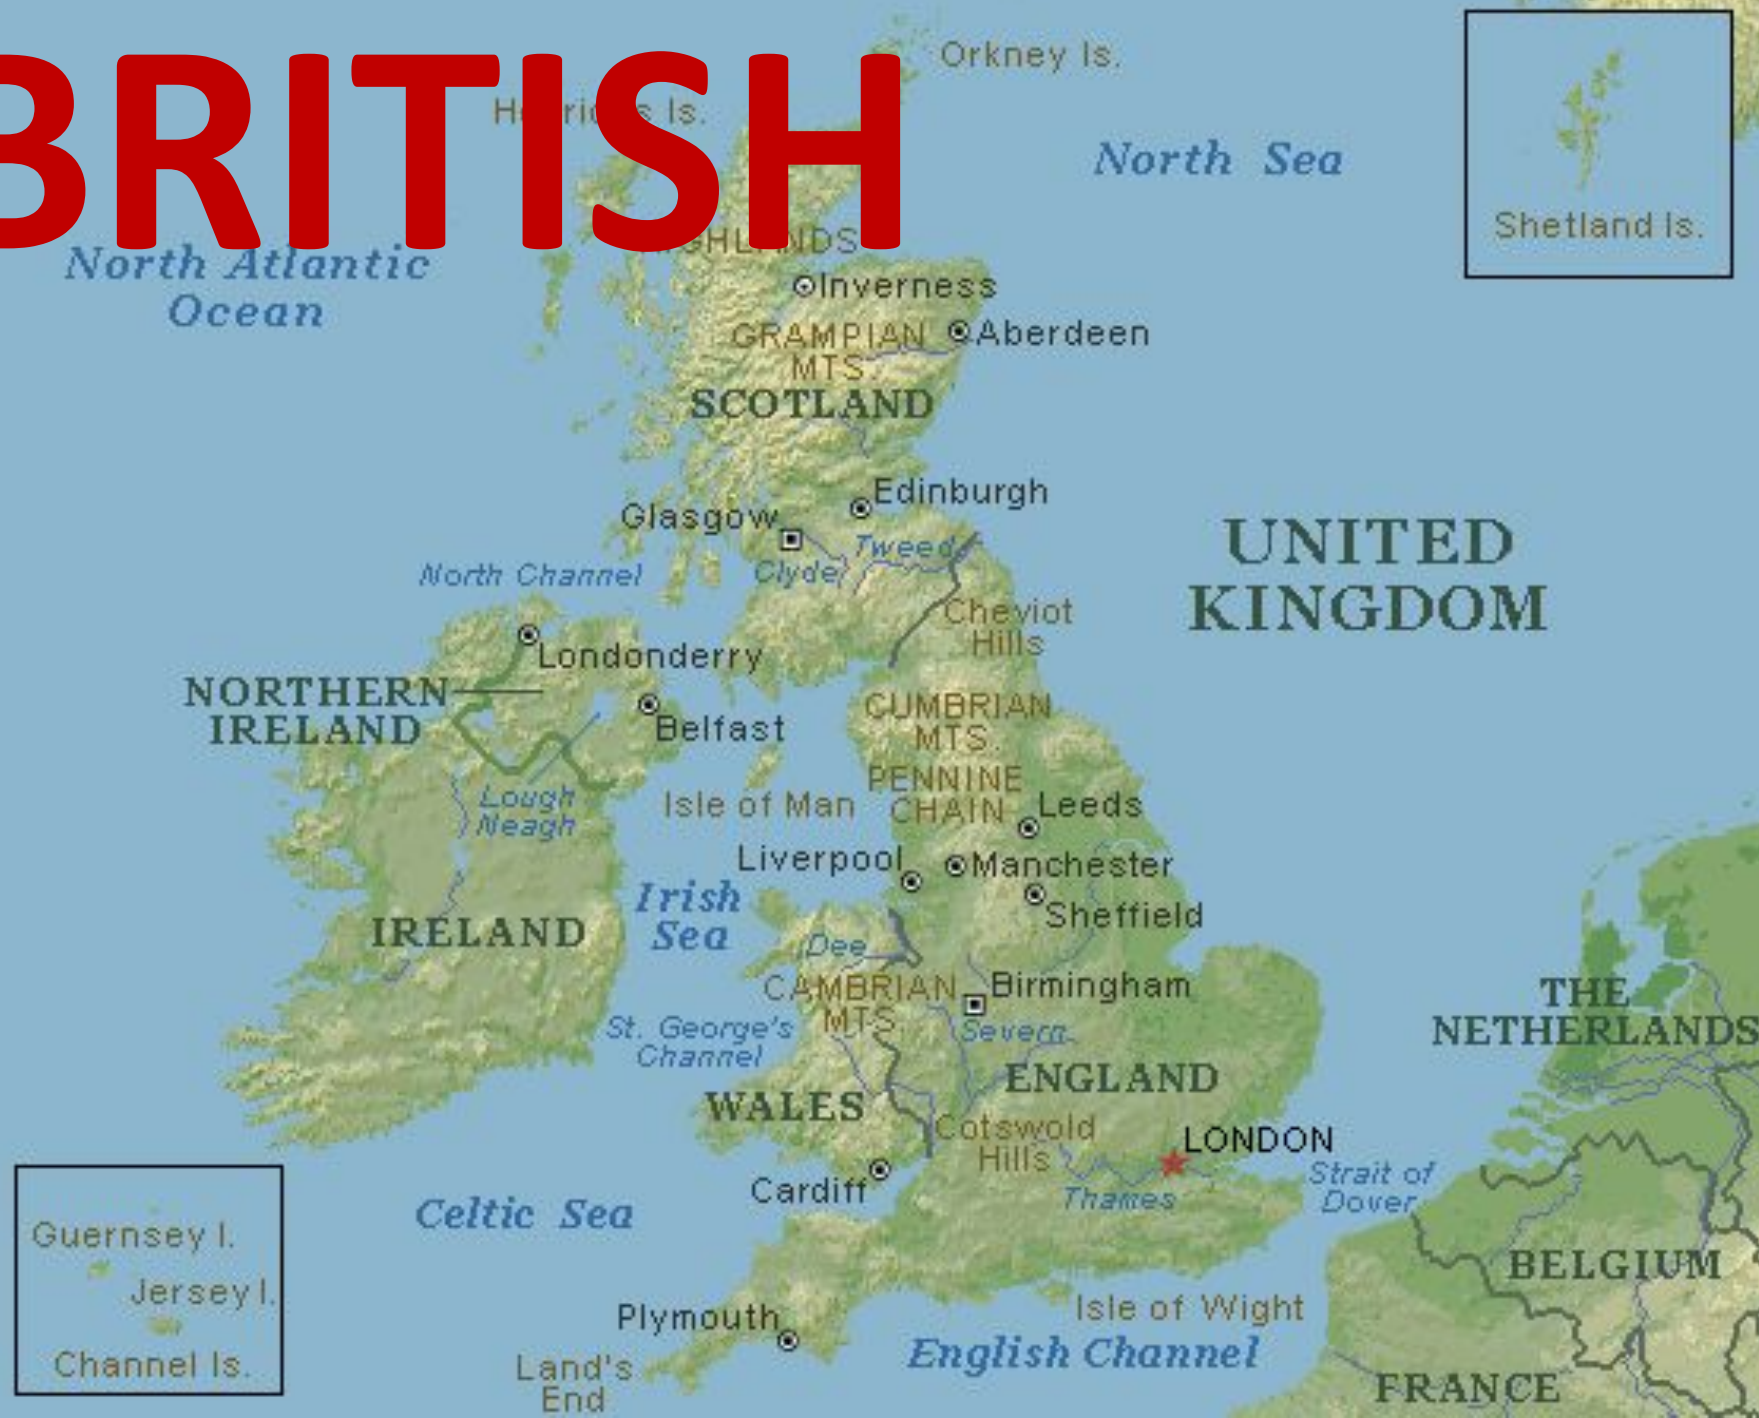 BRITISH
Orkney Is.
North Sea
Shetland Is.
North Atlantic
Ocean
Inverness
GRAMPIAN
MTS.
Aberdeen
SCOTLAND
Edinburgh
Glasgow
Tweed
Clyde
North Channel
UNITED
KINGDOM
Cheviot
Hills
Londonderry
NORTHERN
IRELAND
Belfast
CUMBRIAN
MTS.
PENNINE
CHAIN
Isle of Man
Leeds
Lough
Neagh
Liverpool
Manchester
Sheffield
Irish
Sea
IRELAND
Dee
CAMBRIAN
MTS.
Birmingham
Severn
St. George's
Channel
THE
NETHERLANDS
ENGLAND
WALES
Cotswold
Hills
LONDON
Thames
Strait of
Dover
Cardiff
Celtic Sea
Guernsey I.
Jersey I.
Channel Is.
BELGIUM
Isle of Wight
Plymouth
English Channel
Land's
End
FRANCE